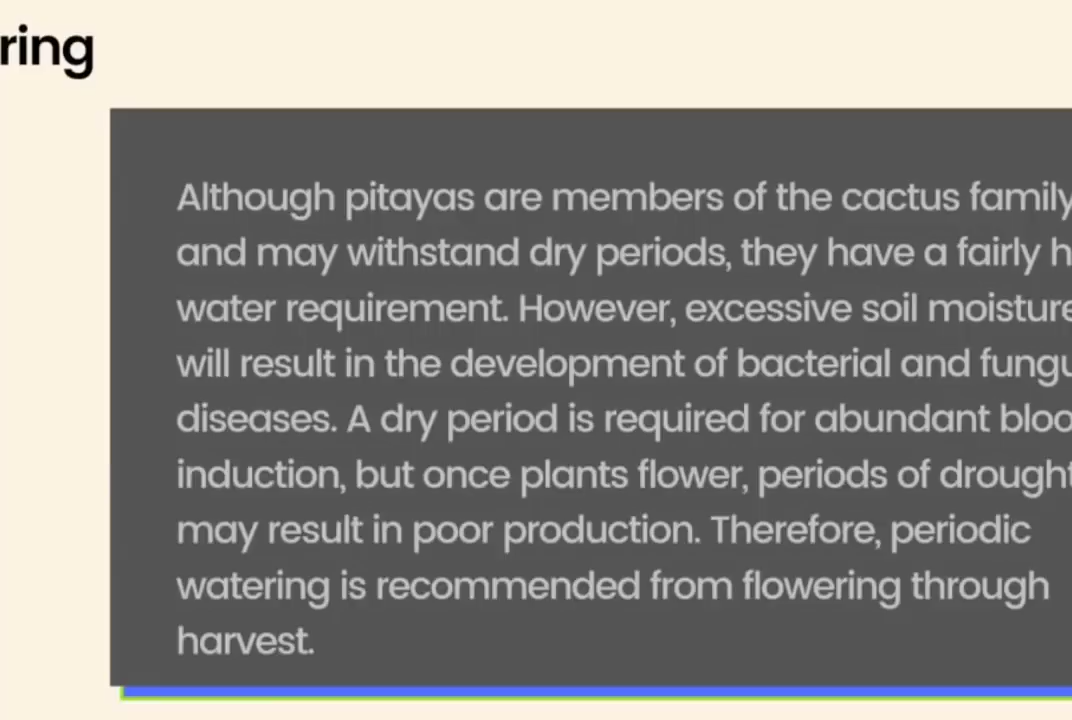 ring
Although pitayas are members of the cactus family
and may withstand dry periods, they have a fairly h
water requirement. However, excessive soil moisture
will result in the development of bacterial and fungu
diseases. A dry period is required for abundant bloo
induction, but once plants flower, periods of drought
may result in poor production. Therefore, periodic
watering is recommended from flowering through
harvest.